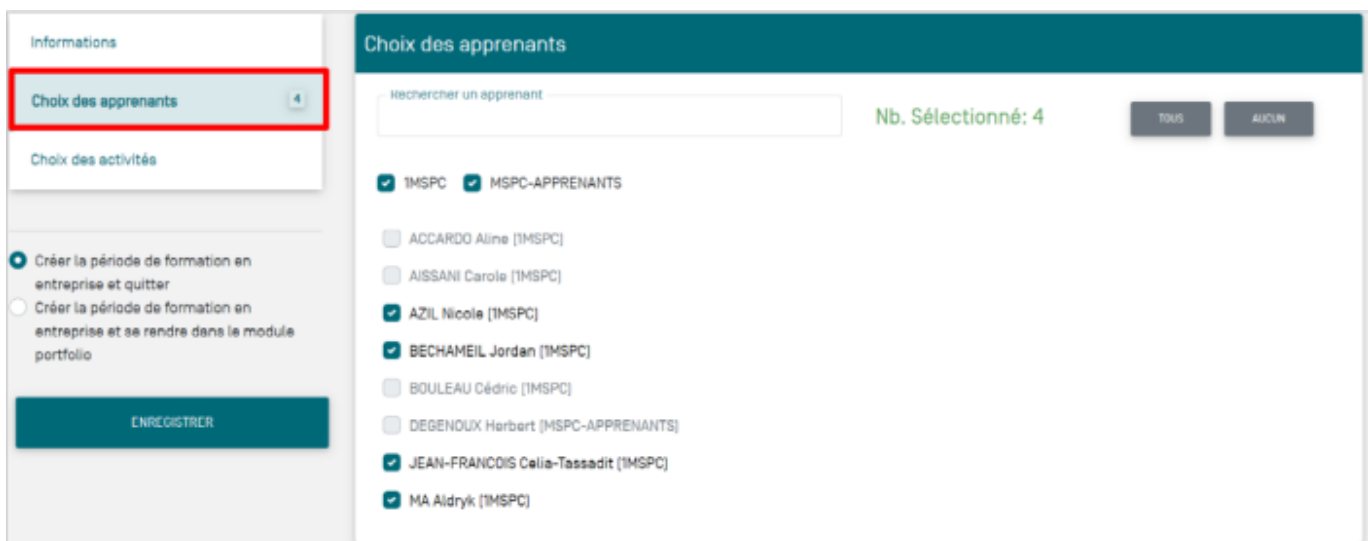 Informations
Choix des apprenants 4
Choix des activités
Créer la période de formation en
entreprise et quitter
Créer la période de formation en
entreprise et se rendre dans le module
portfolio
ENREGISTRER
Choix des apprenants
Rechercher un apprenant
Nb. Sélectionné: 4
TOUS
AUCUN
1MSPC
MSPC-APPRENANTS
ACCARDO Aline [1MSPC]
AISSANI Carole [1MSPC]
AZIL Nicole [1MSPC]
BECHAMEIL Jordan [1MSPC]
BOULEAU Cédric [1MSPC]
DEGENOUX Herbert [MSPC-APPRENANTS]
JEAN-FRANCOIS Celia-Tassadit [1MSPC]
MA Aldryk [1MSPC]